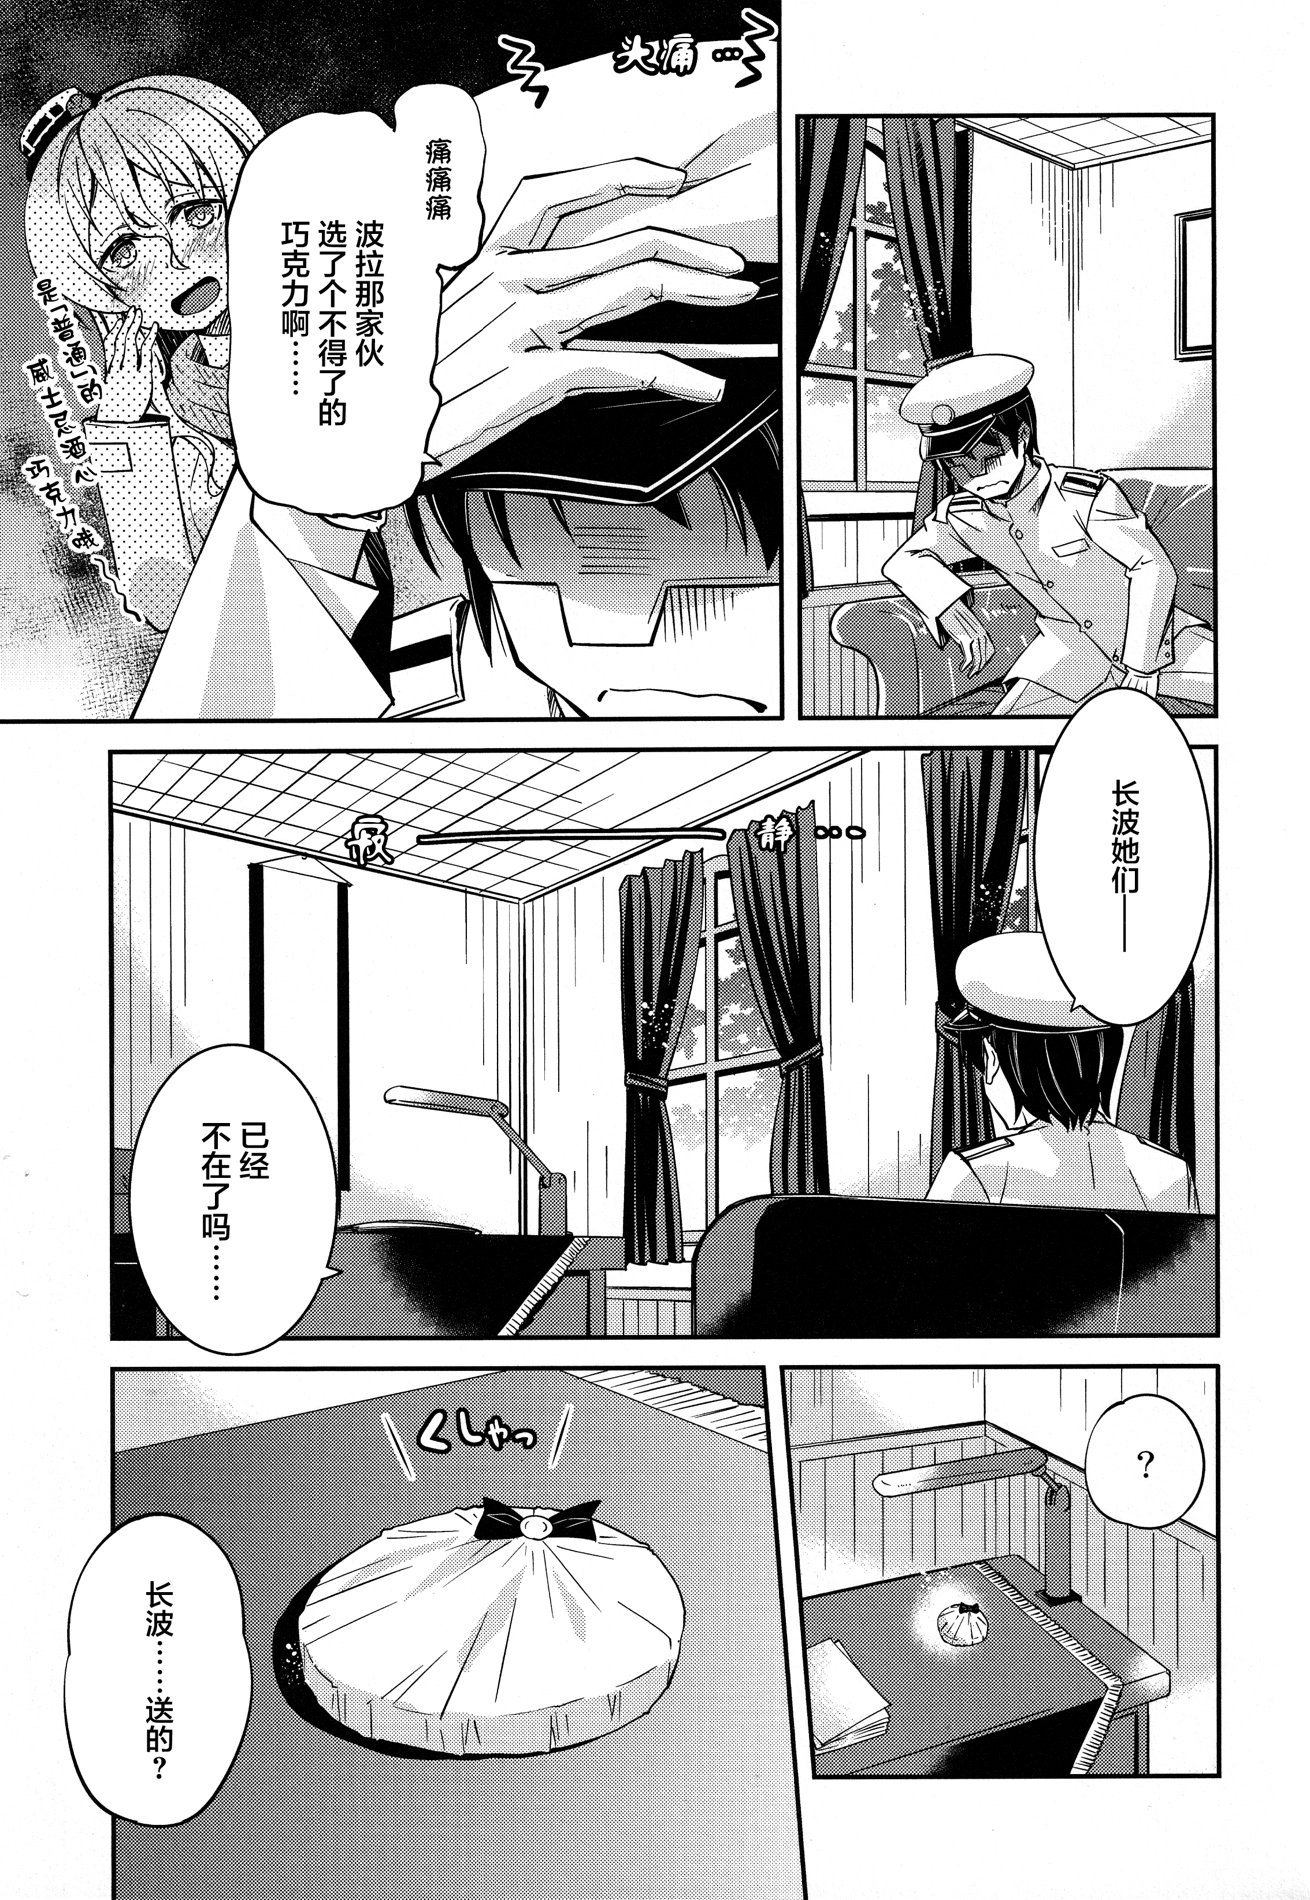 头痛…
痛痛痛
波拉那家伙
选了个不得了的
巧克力啊……
是「普通」的
威士忌酒心
巧克力哦
长波她们——
寂——静…
已经
不在了吗……
？
くしゃっ
长波……送的？